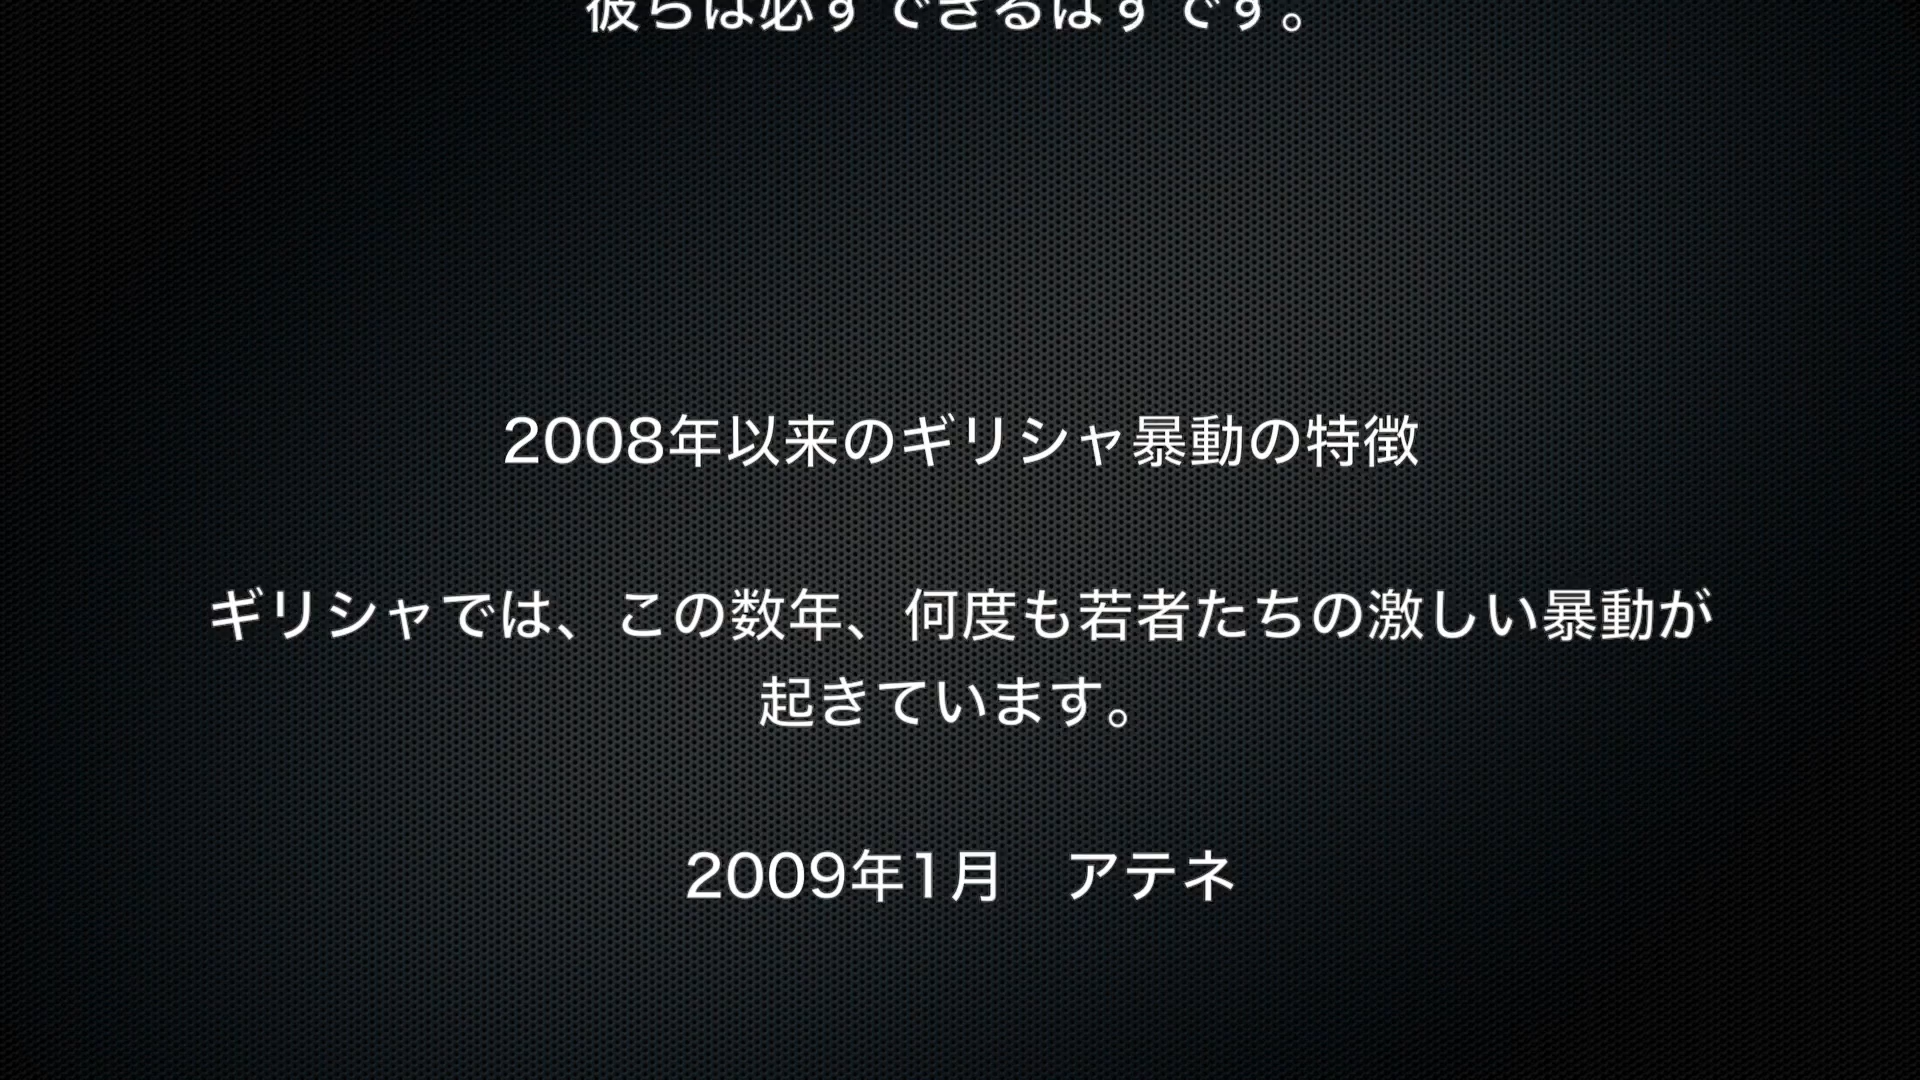 彼らは必ずできるはずです。
2008年以来のギリシャ暴動の特徴
ギリシャでは、この数年、何度も若者たちの激しい暴動が
起きています。
2009年1月　アテネ